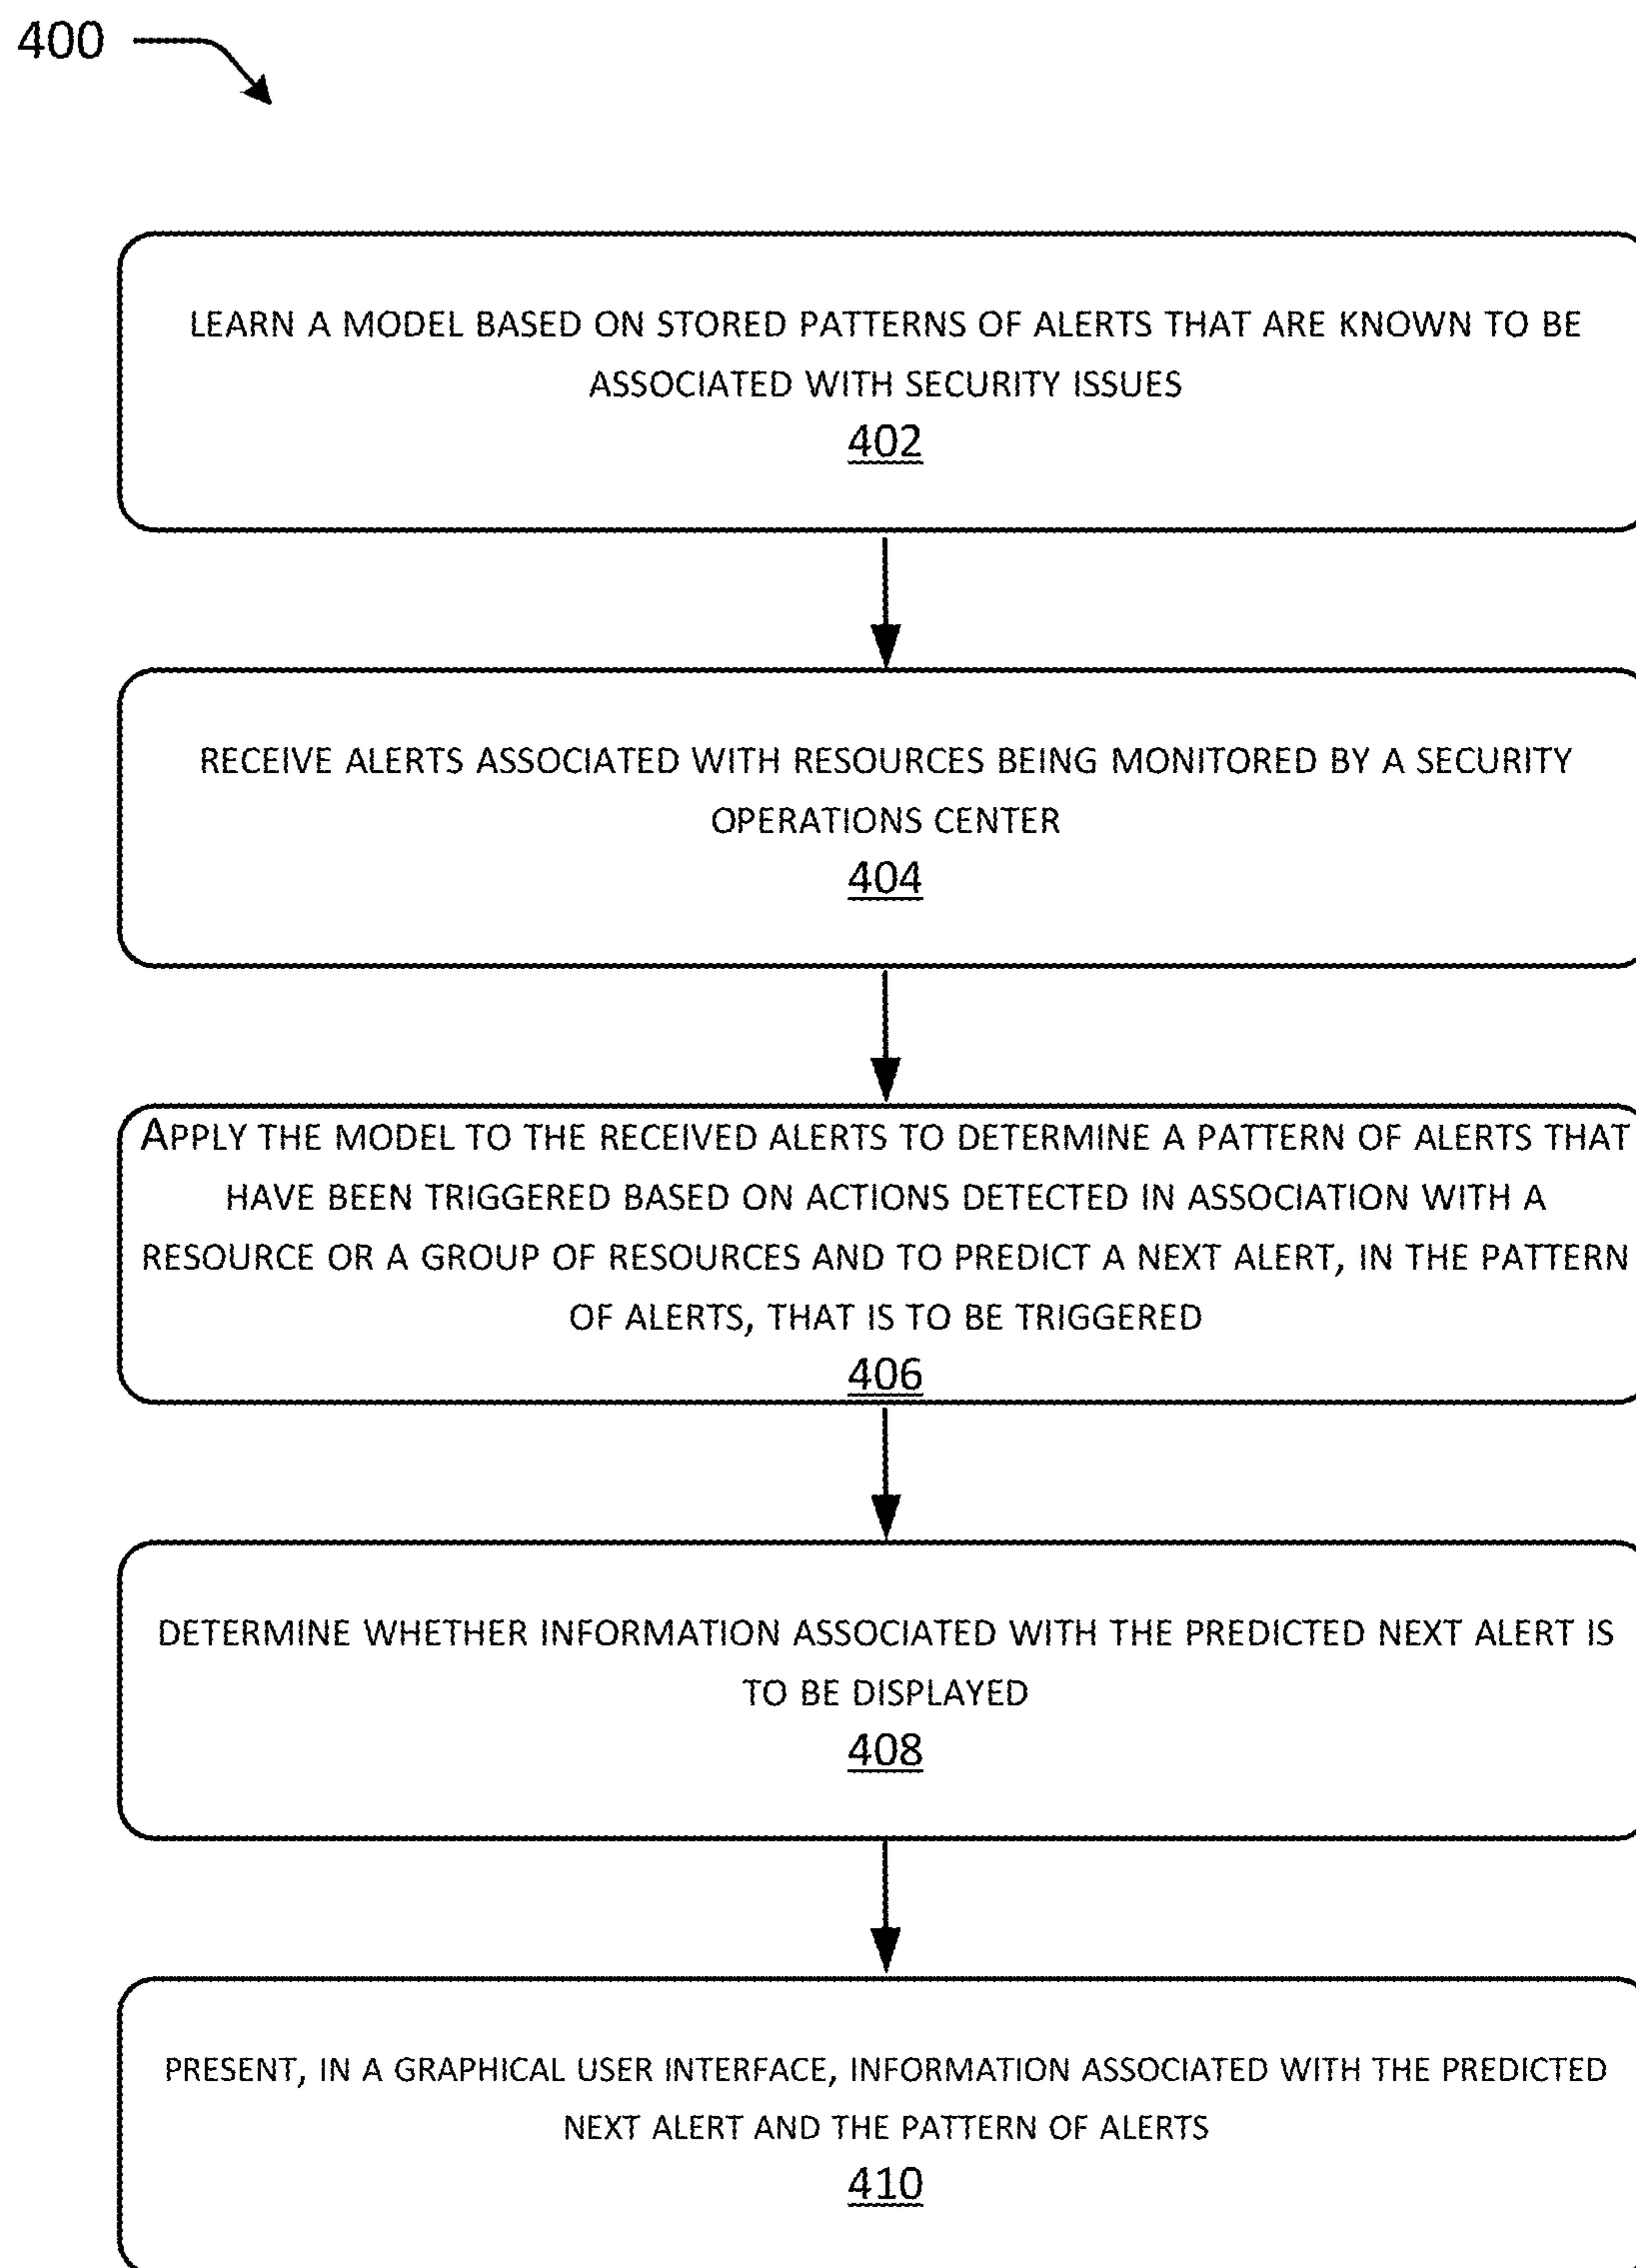 400
LEARN A MODEL BASED ON STORED PATTERNS OF ALERTS THAT ARE KNOWN TO BE
ASSOCIATED WITH SECURITY ISSUES
402
RECEIVE ALERTS ASSOCIATED WITH RESOURCES BEING MONITORED BY A SECURITY
OPERATIONS CENTER
404
APPLY THE MODEL TO THE RECEIVED ALERTS TO DETERMINE A PATTERN OF ALERTS THAT
HAVE BEEN TRIGGERED BASED ON ACTIONS DETECTED IN ASSOCIATION WITH A
RESOURCE OR A GROUP OF RESOURCES AND TO PREDICT A NEXT ALERT, IN THE PATTERN
OF ALERTS, THAT IS TO BE TRIGGERED
406
DETERMINE WHETHER INFORMATION ASSOCIATED WITH THE PREDICTED NEXT ALERT IS
TO BE DISPLAYED
408
PRESENT, IN A GRAPHICAL USER INTERFACE, INFORMATION ASSOCIATED WITH THE PREDICTED
NEXT ALERT AND THE PATTERN OF ALERTS
410